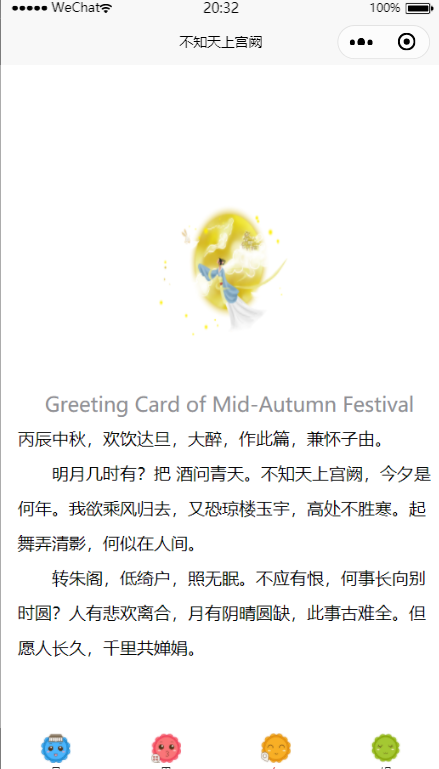 WeChat 20:32 100%
不知天上宫阙
Greeting Card of Mid-Autumn Festival
丙辰中秋，欢饮达旦，大醉，作此篇，兼怀子由。
明月几时有？把 酒问青天。不知天上宫阙，今夕是
何年。我欲乘风归去，又恐琼楼玉宇，高处不胜寒。起
舞弄清影，何似在人间。
转朱阁，低绮户，照无眠。不应有恨，何事长向别
时圆？人有悲欢离合，月有阴晴圆缺，此事古难全。但
愿人长久，千里共婵娟。